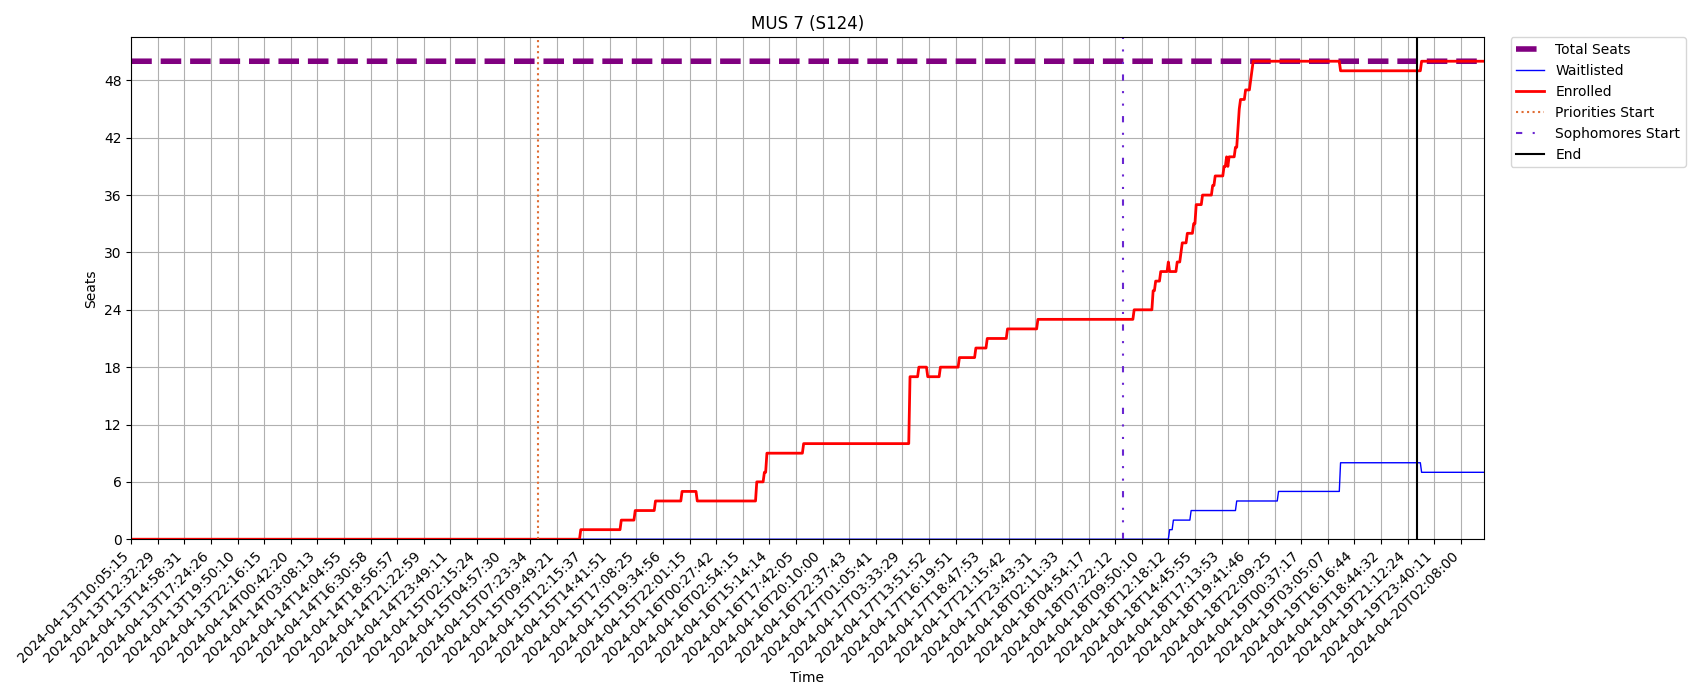 MUS 7 (S124)
Total Seats
Waitlisted
Enrolled
Priorities Start
Sophomores Start
End
Seats
48
42
36
30
24
18
12
6
0
2024-04-13T10:05:15
2024-04-13T12:32:29
2024-04-13T14:58:31
2024-04-13T17:24:26
2024-04-13T19:50:10
2024-04-13T22:16:15
2024-04-14T00:42:20
2024-04-14T03:08:13
2024-04-14T14:04:55
2024-04-14T16:30:58
2024-04-14T18:56:57
2024-04-14T21:22:59
2024-04-14T23:49:11
2024-04-15T02:15:24
2024-04-15T04:57:30
2024-04-15T07:23:34
2024-04-15T09:49:21
2024-04-15T12:15:37
2024-04-15T14:41:51
2024-04-15T17:08:25
2024-04-15T19:34:56
2024-04-15T22:01:15
2024-04-16T00:27:42
2024-04-16T02:54:15
2024-04-16T15:14:14
2024-04-16T17:42:05
2024-04-16T20:10:00
2024-04-16T22:37:43
2024-04-17T01:05:41
2024-04-17T03:33:29
2024-04-17T13:51:52
2024-04-17T16:19:51
2024-04-17T18:47:53
2024-04-17T21:15:42
2024-04-17T23:43:31
2024-04-18T02:11:33
2024-04-18T04:54:17
2024-04-18T07:22:12
2024-04-18T09:50:10
2024-04-18T12:18:12
2024-04-18T14:45:55
2024-04-18T17:13:53
2024-04-18T19:41:46
2024-04-18T22:09:25
2024-04-19T00:37:17
2024-04-19T03:05:07
2024-04-19T16:16:44
2024-04-19T18:44:32
2024-04-19T21:12:24
2024-04-19T23:40:11
2024-04-20T02:08:00
Time